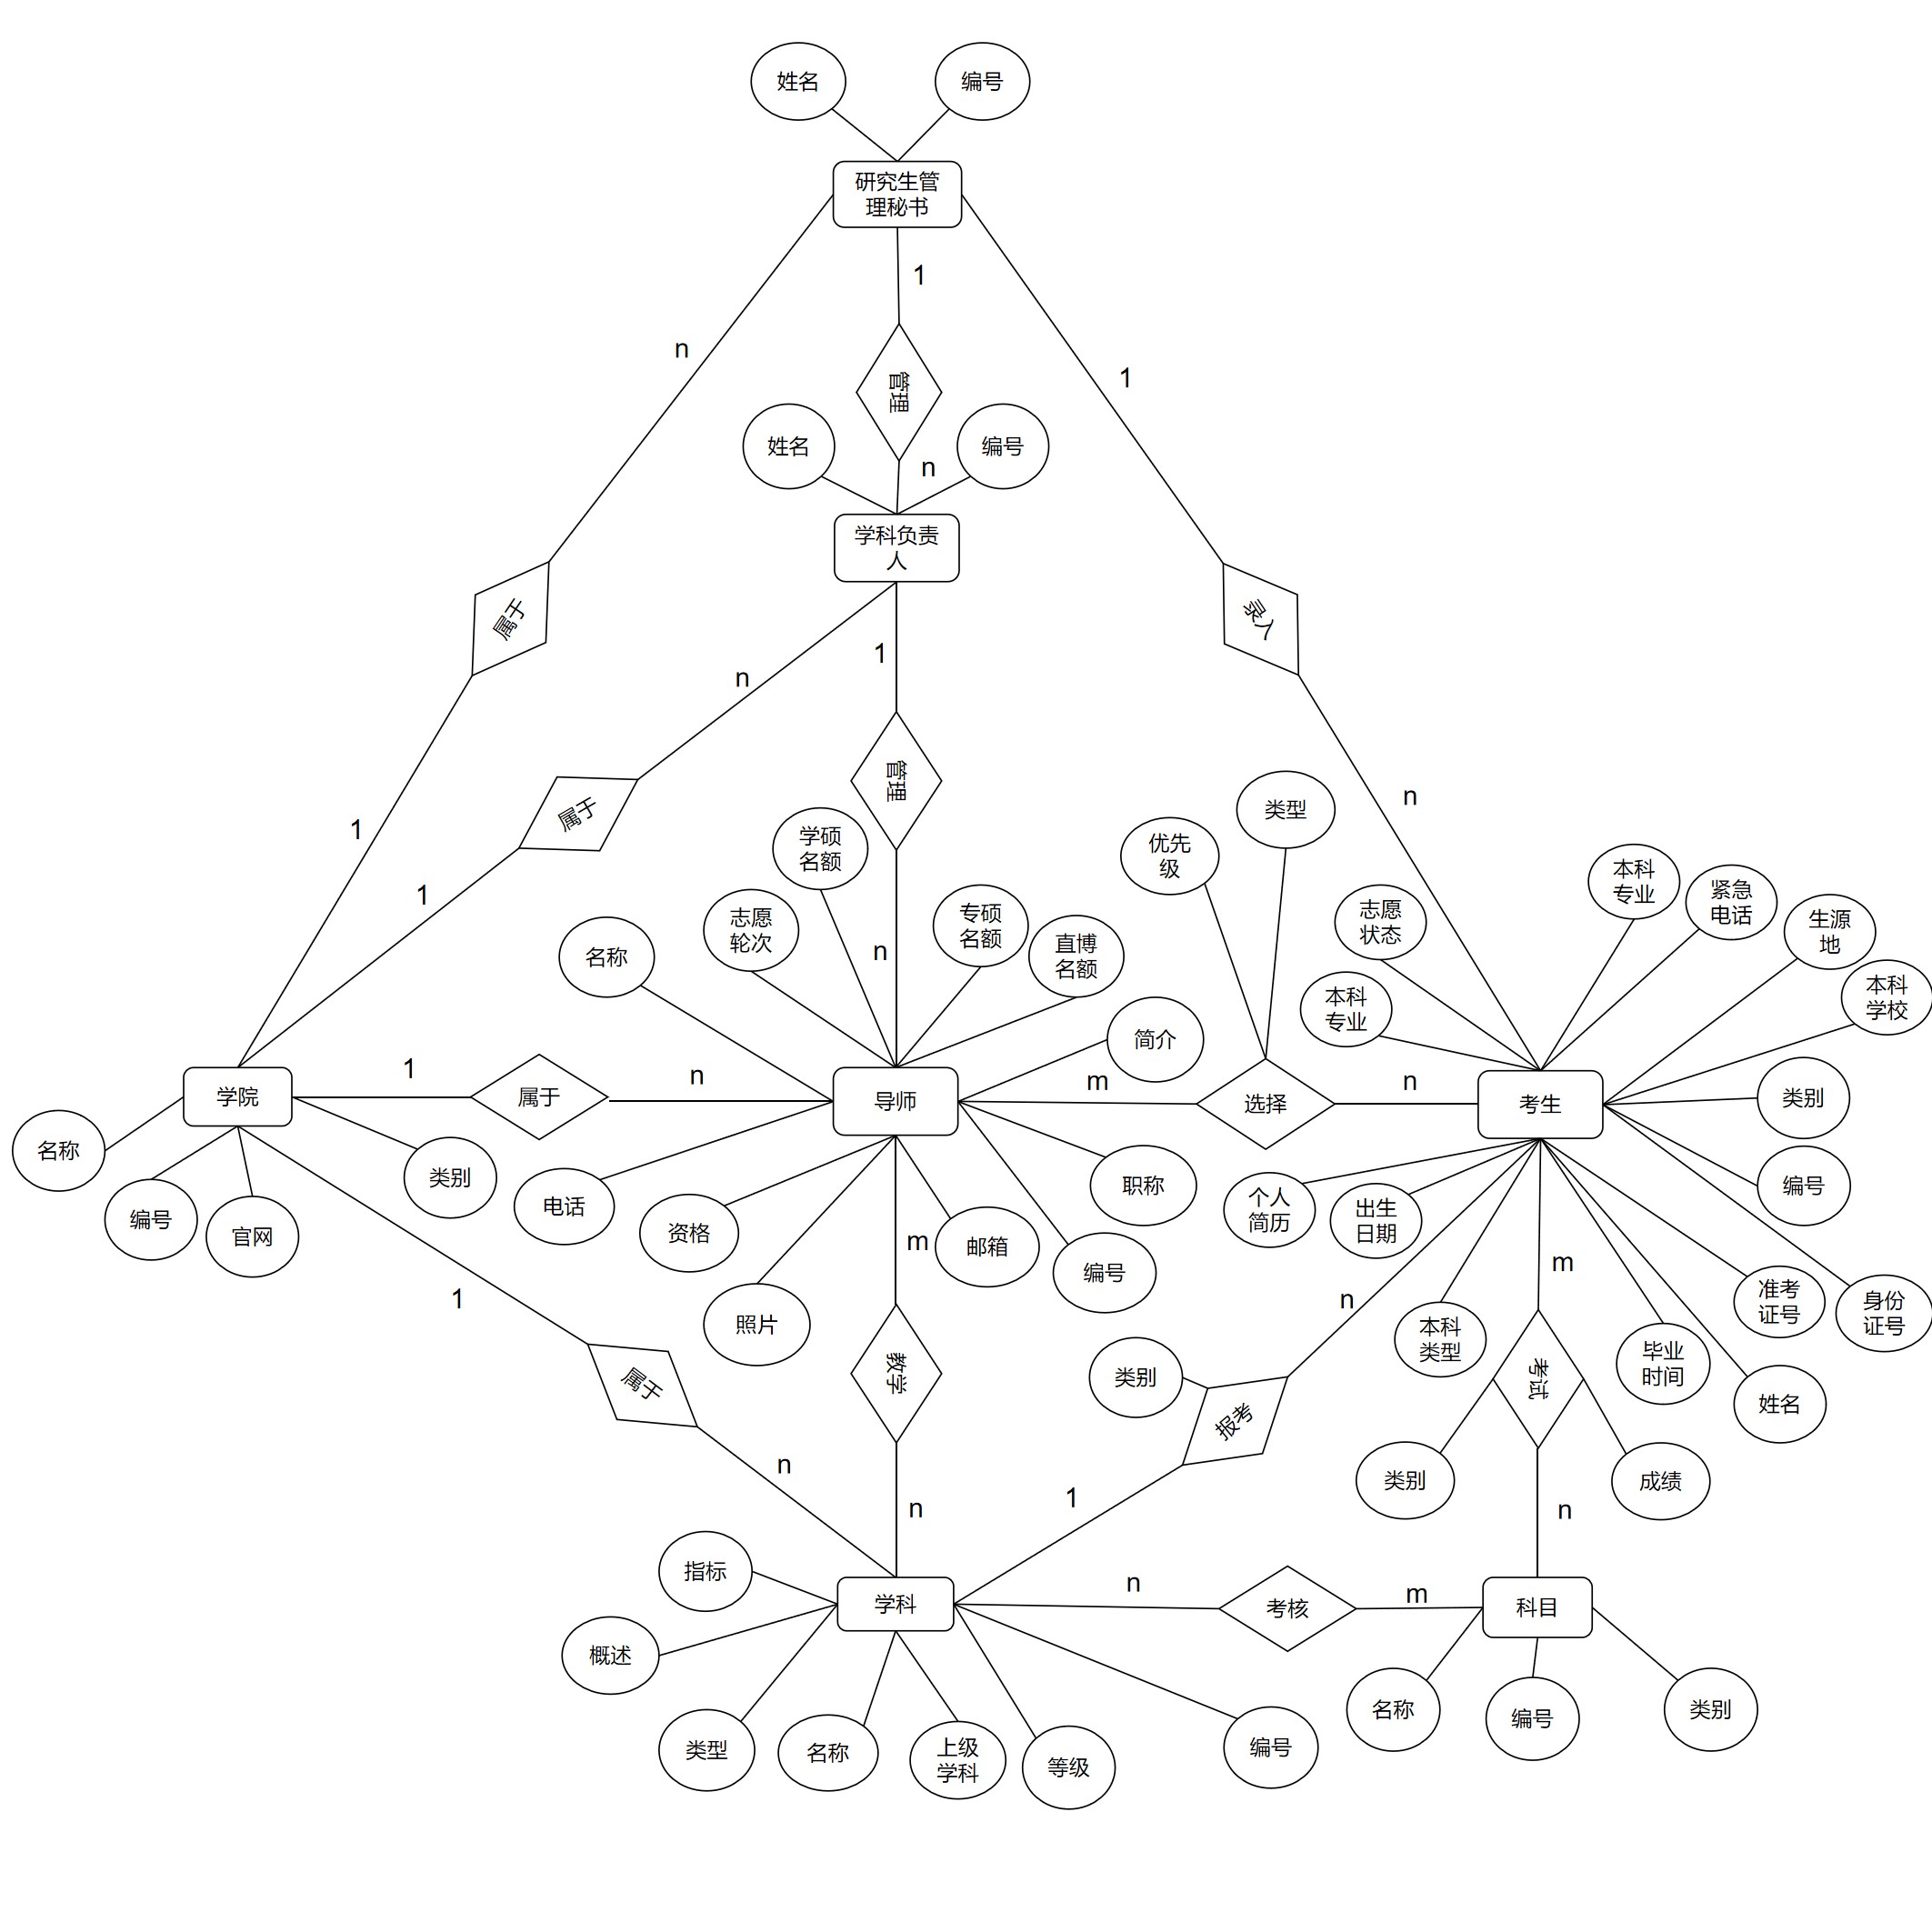 姓名
编号
研究生管
理秘书
1
n
1
管理
姓名
编号
n
学科负责
人
属于
录入
1
n
管理
n
类型
1
属于
学硕
名额
优先
级
1
本科
专业
紧急
电话
志愿
轮次
专硕
名额
志愿
状态
生源
地
名称
n
直博
名额
本科
专业
本科
学校
简介
1
n
m
n
学院
属于
导师
选择
考生
类别
名称
类别
电话
职称
编号
编号
官网
资格
m
邮箱
编号
个人
简历
出生
日期
m
1
照片
n
本科
类型
准考
证号
身份
证号
毕业
时间
属于
教学
类别
考试
姓名
报考
n
类别
成绩
1
n
n
指标
n
m
学科
考核
科目
概述
类型
名称
上级
学科
等级
编号
名称
编号
类别